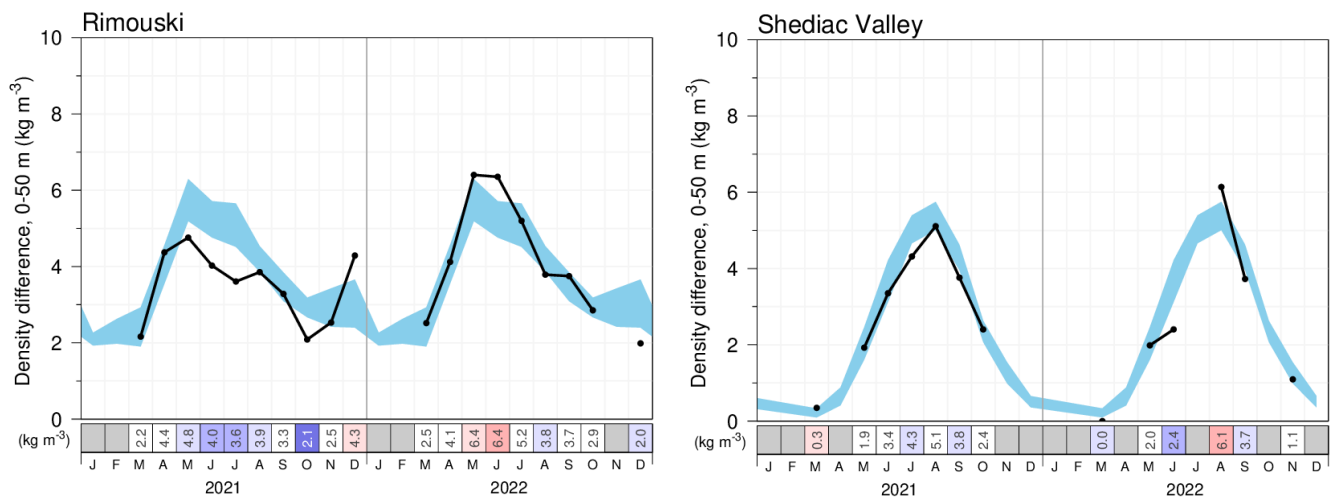 Rimouski
10
8
6
4
2
0
Density difference, 0-50 m (kg m-3)
(kg m-3) 2.2 4.4 4.8 4.0 3.6 3.9 3.3 2.1 2.5 4.3 2.5 4.1 6.4 6.4 5.2 3.8 3.7 2.9 2.0
J F M A M J J A S O N D J F M A M J J A S O N D
2021 2022
Shediac Valley
10
8
6
4
2
0
Density difference, 0-50 m (kg m-3)
(kg m-3) 0.3 1.9 3.4 4.3 5.1 3.8 2.4 0.0 2.0 2.4 6.1 3.7 1.1
J F M A M J J A S O N D J F M A M J J A S O N D
2021 2022